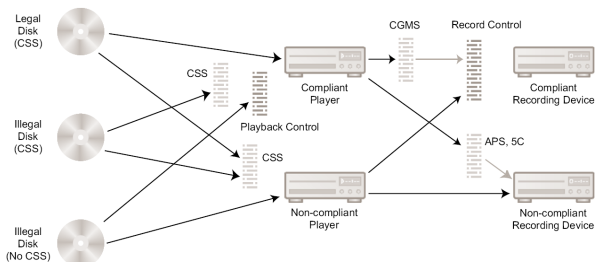 Legal
Disk
(CSS)
Illegal
Disk
(CSS)
Illegal
Disk
(No CSS)
CSS
Playback Control
CSS
Compliant
Player
Non-compliant
Player
CGMS
Record Control
APS, 5C
Compliant
Recording Device
Non-compliant
Recording Device